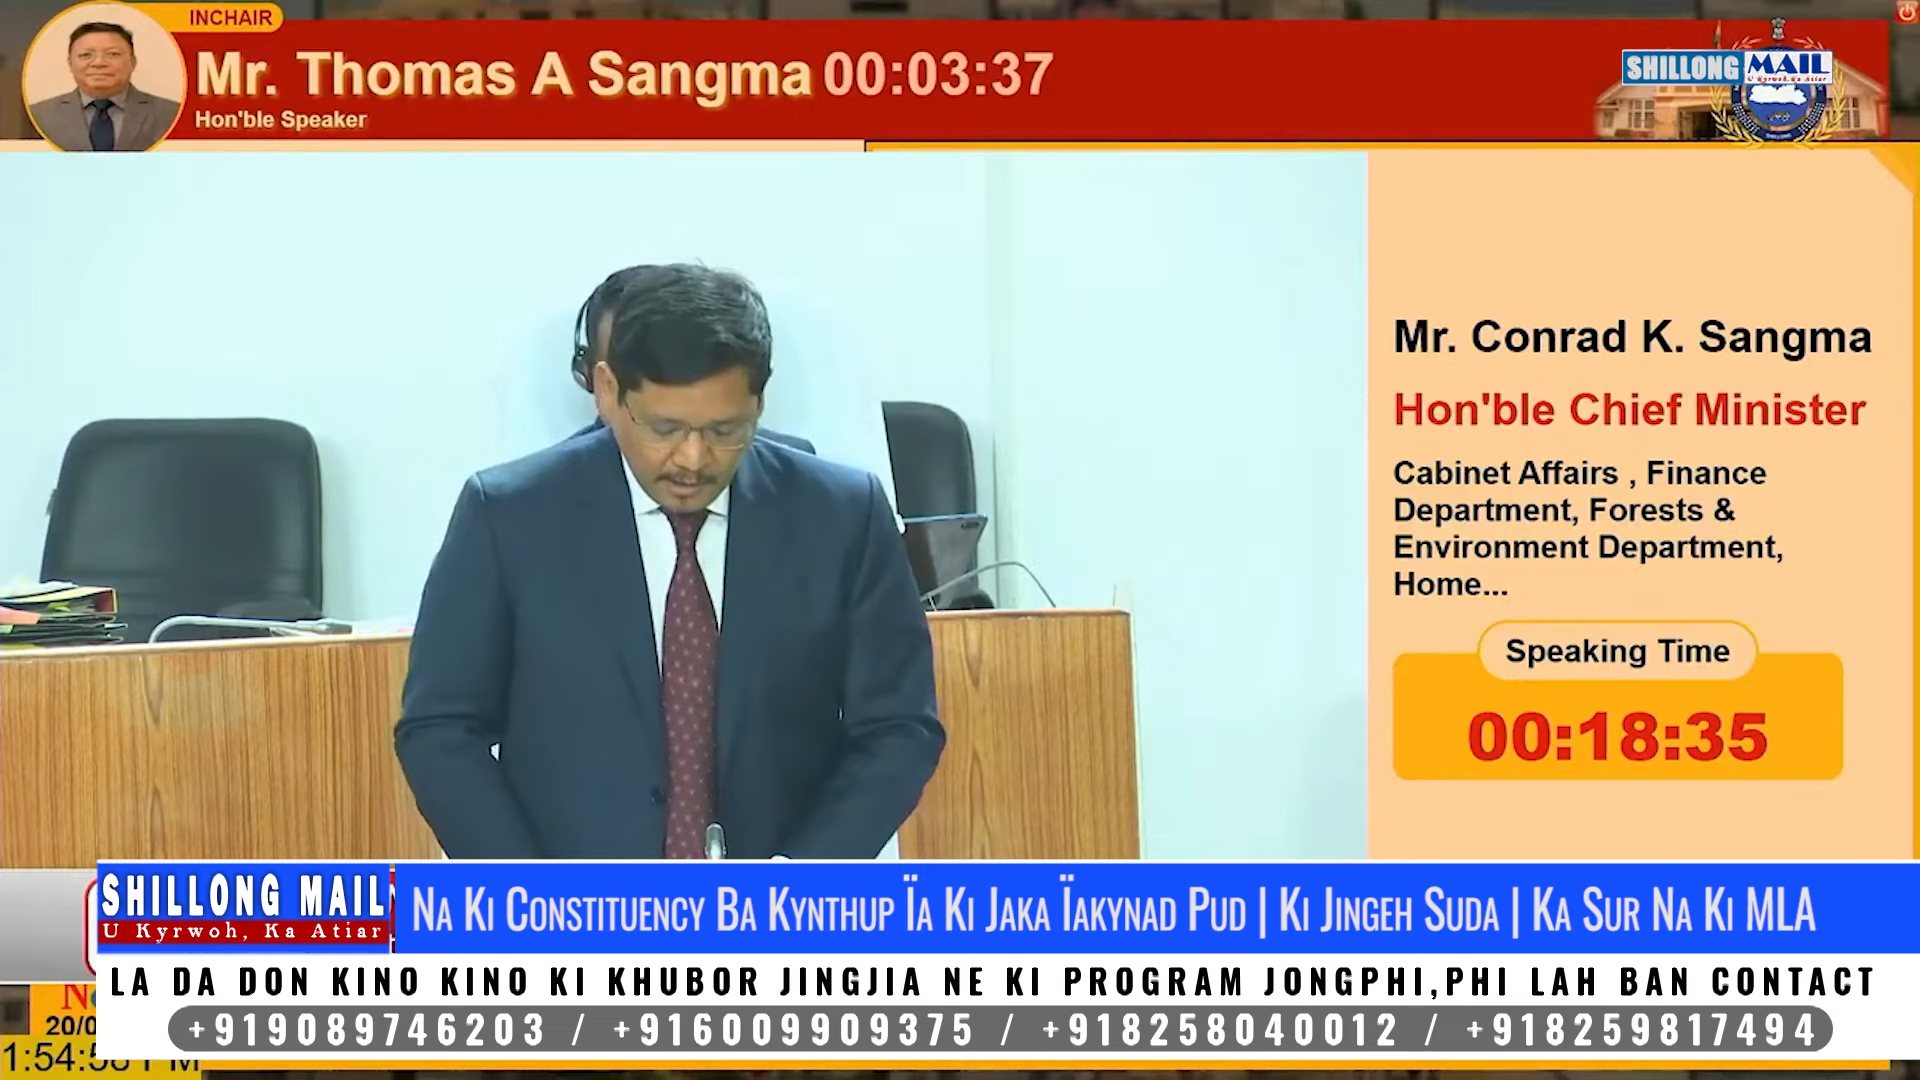 INCHAIR
Mr. Thomas A Sangma 00:03:37
Hon'ble Speaker
SHILLONG MAIL
U Kyrwoh, Ka Atiar
Mr. Conrad K. Sangma
Hon'ble Chief Minister
Cabinet Affairs , Finance
Department, Forests &
Environment Department,
Home...
Speaking Time
00:18:35
SHILLONG MAIL
U Kyrwoh, Ka Atiar
Na Ki Constituency Ba Kynthup Ïa Ki Jaka Ïakynad Pud | Ki Jingeh Suda | Ka Sur Na Ki MLA
LA DA DON KINO KINO KI KHUBOR JINGJIA NE KI PROGRAM JONGPHI,PHI LAH BAN CONTACT
+919089746203 / +916009909375 / +918258040012 / +918259817494